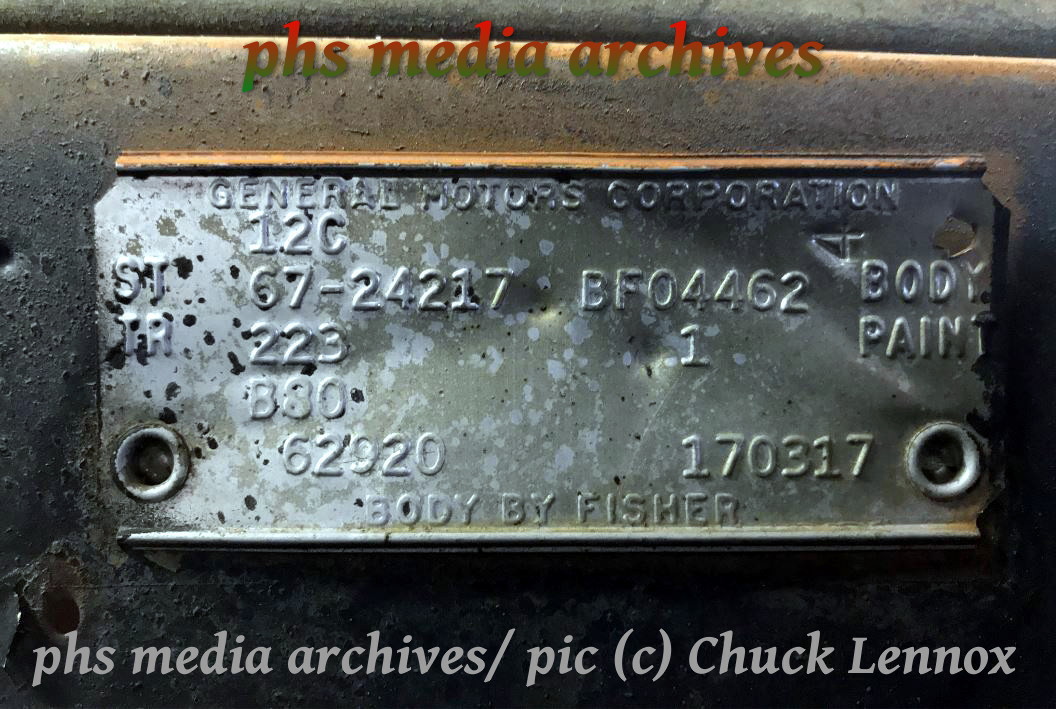 phs media archives
GENERAL MOTORS CORPORATION
12C 4
ST 67-24217 BF04462 BODY
TR 223 1 PAINT
B80
62920 170317
BODY BY FISHER
phs media archives/ pic (c) Chuck Lennox